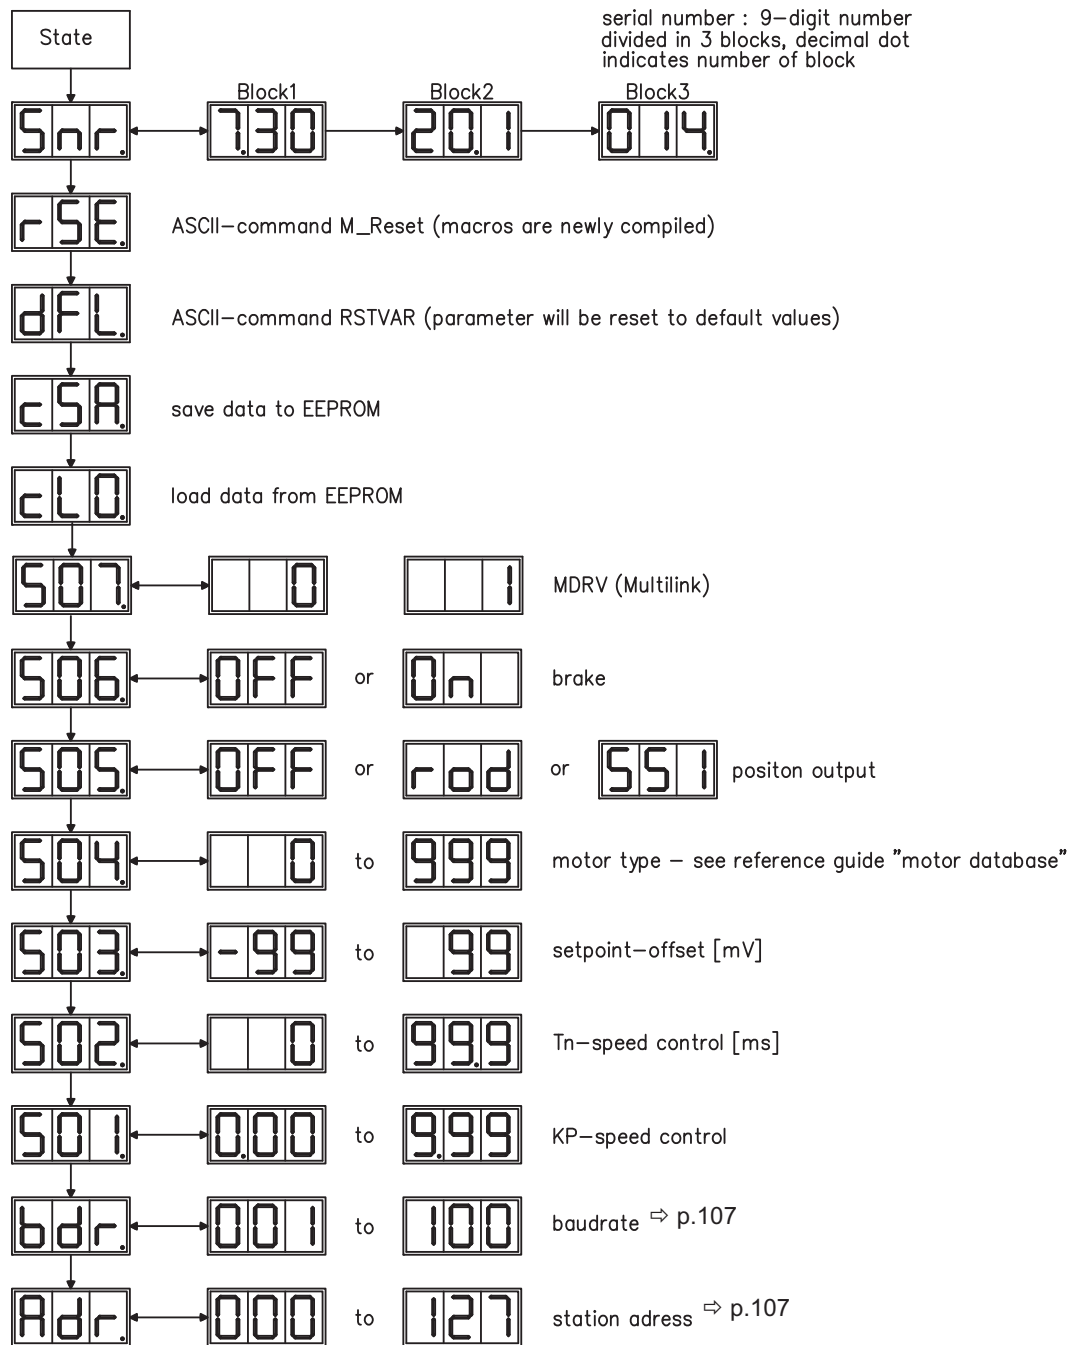 State
serial number : 9-digit number
divided in 3 blocks, decimal dot
indicates number of block
Block1 Block2 Block3
Snr. 7.30 20.1 014.
rSE. ASCII-command M_Reset (macros are newly compiled)
dFL. ASCII-command RSTVAR (parameter will be reset to default values)
cSA. save data to EEPROM
cL0. load data from EEPROM
S07. 0 1 MDRV (Multilink)
S06. OFF or On brake
S05. OFF or rod or SSI positon output
S04. 0 to 999 motor type - see reference guide "motor database"
S03. -99 to 99 setpoint-offset [mV]
S02. 0 to 99.9 Tn-speed control [ms]
S01. 0.00 to 9.99 KP-speed control
bdr. 001 to 100 baudrate ⇨ p.107
Adr. 000 to 127 station adress ⇨ p.107